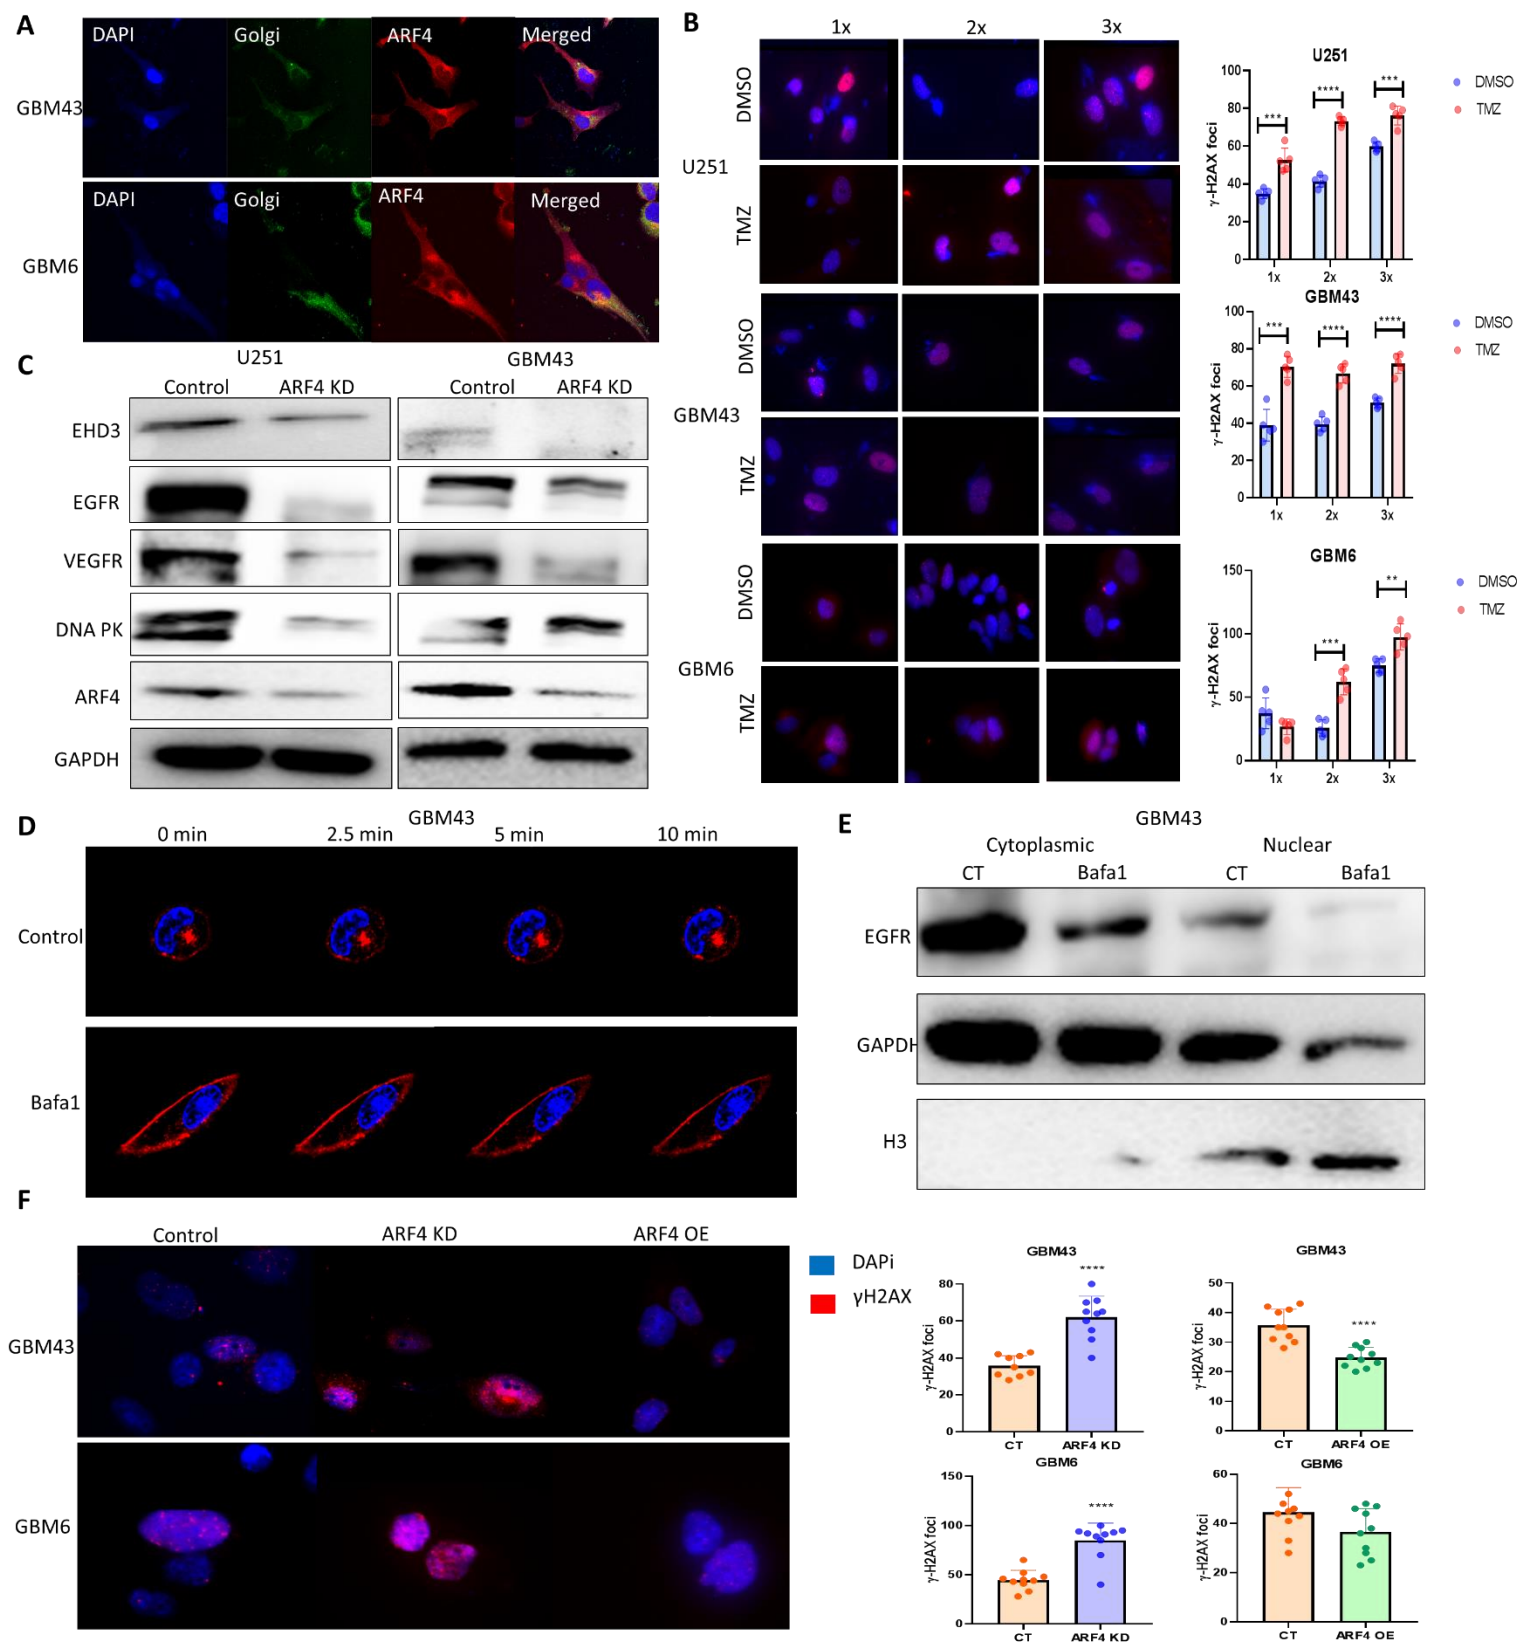 A
DAPI Golgi ARF4 Merged
GBM43
DAPI Golgi ARF4 Merged
GBM6
B
1x 2x 3x
U251
DMSO
TMZ
GBM43
DMSO
TMZ
GBM6
DMSO
TMZ
U251
γ-H2AX foci
100
80
60
40
20
0
*** **** ***
1x 2x 3x
DMSO
TMZ
GBM43
γ-H2AX foci
100
80
60
40
20
0
*** **** ****
1x 2x 3x
DMSO
TMZ
GBM6
γ-H2AX foci
150
100
50
0
*** **
1x 2x 3x
DMSO
TMZ
C
U251 GBM43
Control ARF4 KD Control ARF4 KD
EHD3
EGFR
VEGFR
DNA PK
ARF4
GAPDH
D
GBM43
0 min 2.5 min 5 min 10 min
Control
Bafa1
E
GBM43
Cytoplasmic Nuclear
CT Bafa1 CT Bafa1
EGFR
GAPDH
H3
F
Control ARF4 KD ARF4 OE
GBM43
GBM6
DAPi
γH2AX
GBM43
γ-H2AX foci
80
60
40
20
0
****
CT ARF4 KD
GBM43
γ-H2AX foci
50
40
30
20
10
0
****
CT ARF4 OE
GBM6
γ-H2AX foci
150
100
50
0
****
CT ARF4 KD
GBM6
γ-H2AX foci
60
40
20
0
CT ARF4 OE